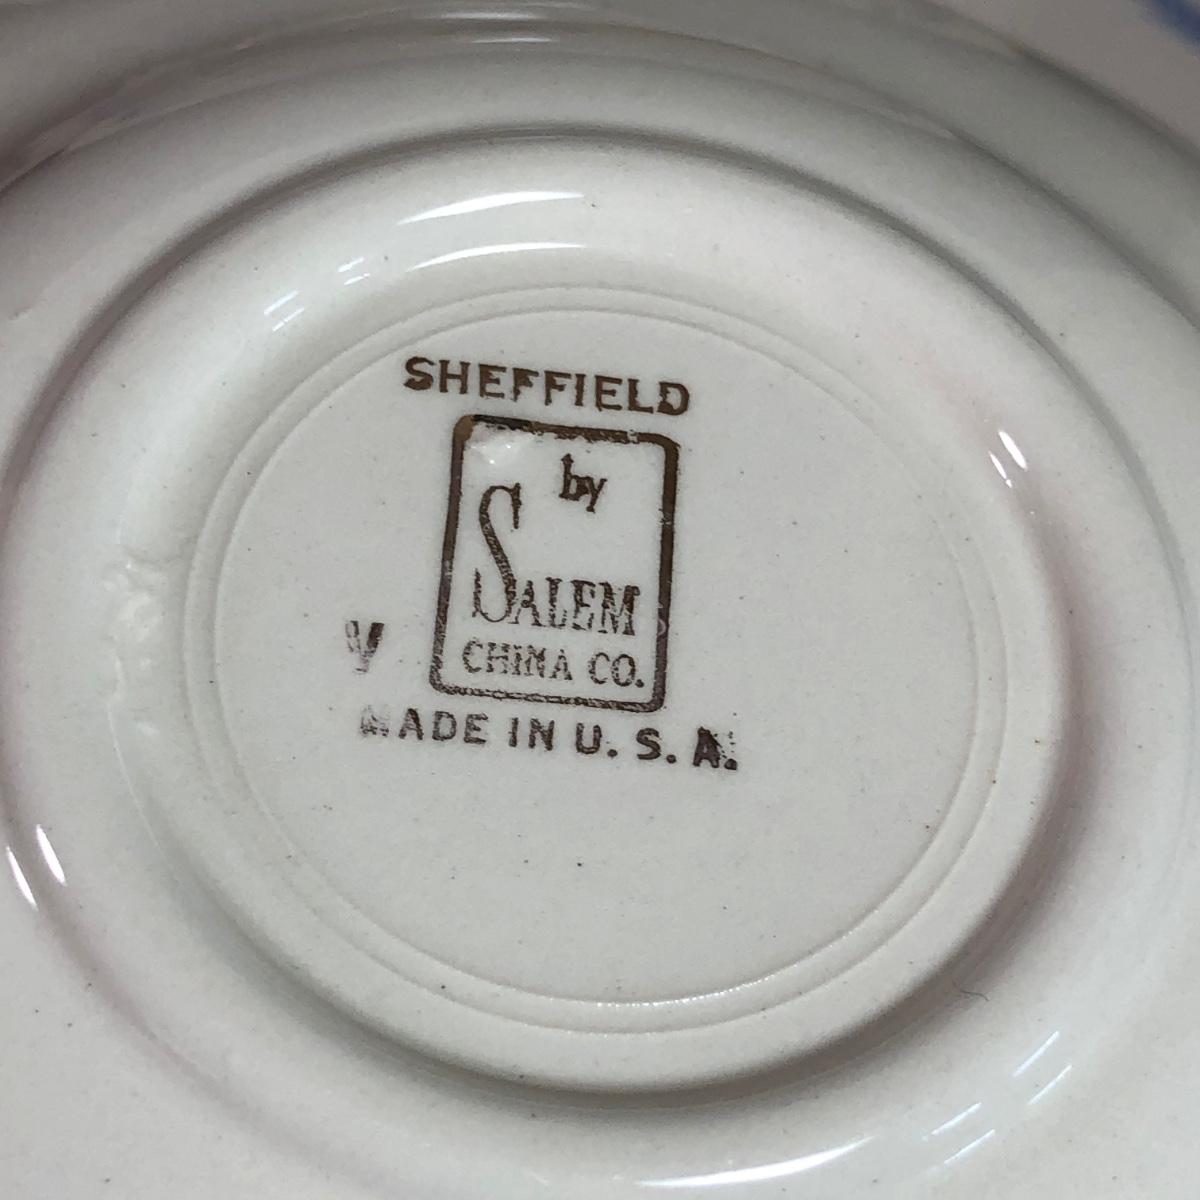 SHEFFIELD
by
SALEM
CHINA CO.
V
MADE IN U. S. A.